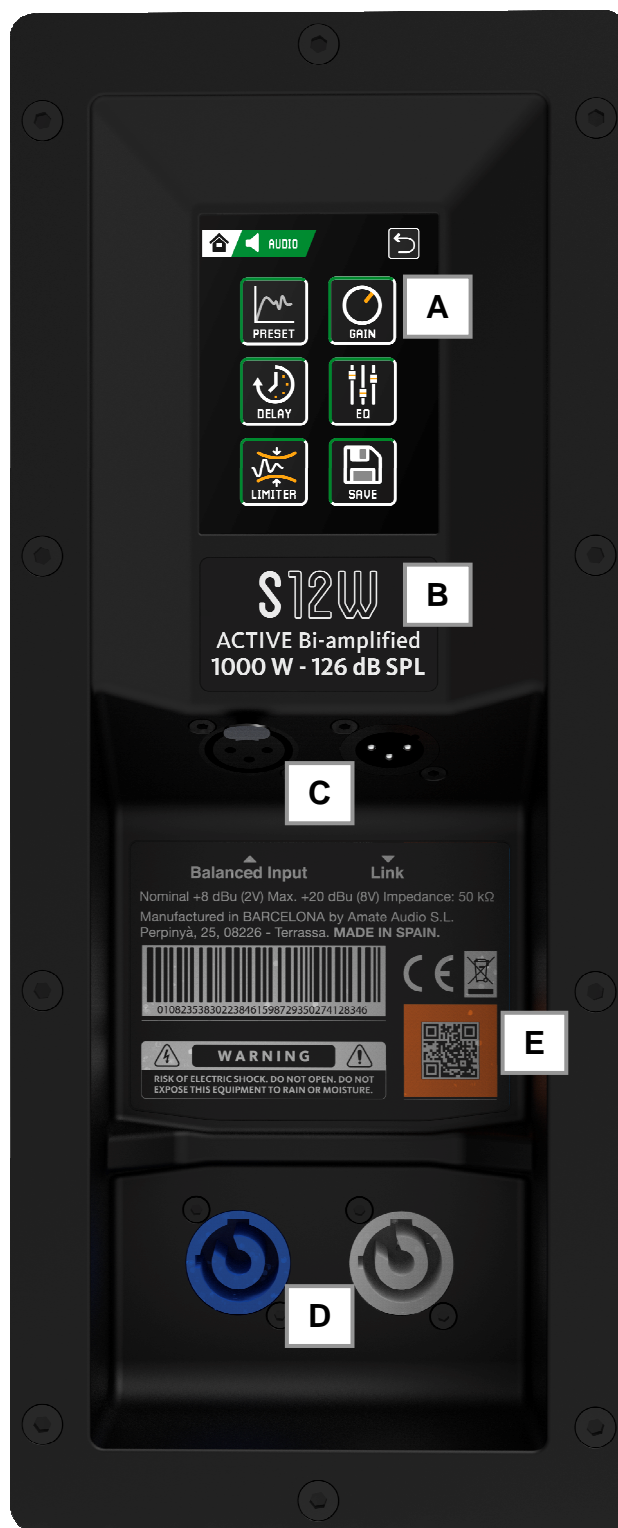 AUDIO
PRESET
GAIN
A
DELAY
EQ
LIMITER
SAVE
S12W
B
ACTIVE Bi-amplified
1000 W - 126 dB SPL
C
Balanced Input
Link
Nominal +8 dBu (2V) Max. +20 dBu (8V) Impedance: 50 kΩ
Manufactured in BARCELONA by Amate Audio S.L.
Perpinyà, 25, 08226 - Terrassa. MADE IN SPAIN.
01082353830223846159872935027412834​6
CE
E
WARNING
RISK OF ELECTRIC SHOCK. DO NOT OPEN. DO NOT
EXPOSE THIS EQUIPMENT TO RAIN OR MOISTURE.
D